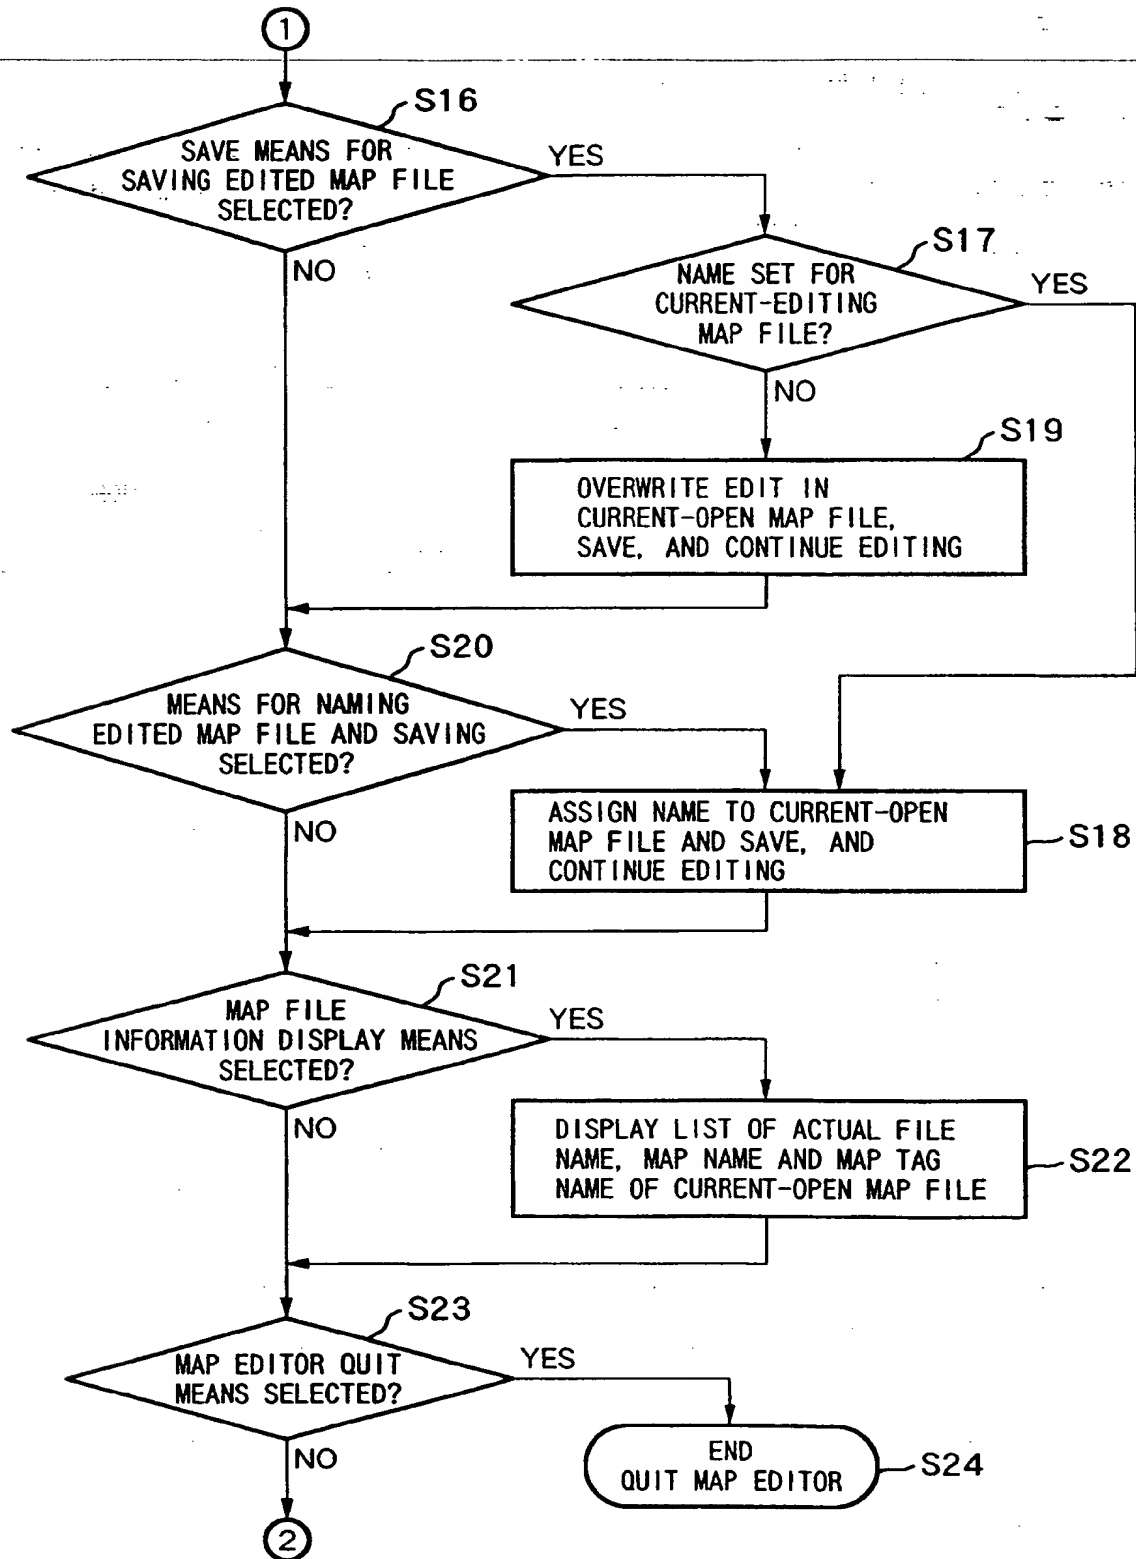 1
S16
SAVE MEANS FOR
SAVING EDITED MAP FILE
SELECTED?
YES
NO
S17
NAME SET FOR
CURRENT-EDITING
MAP FILE?
YES
NO
S19
OVERWRITE EDIT IN
CURRENT-OPEN MAP FILE,
SAVE, AND CONTINUE EDITING
S20
MEANS FOR NAMING
EDITED MAP FILE AND SAVING
SELECTED?
YES
NO
ASSIGN NAME TO CURRENT-OPEN
MAP FILE AND SAVE, AND
CONTINUE EDITING
S18
S21
MAP FILE
INFORMATION DISPLAY MEANS
SELECTED?
YES
NO
DISPLAY LIST OF ACTUAL FILE
NAME, MAP NAME AND MAP TAG
NAME OF CURRENT-OPEN MAP FILE
S22
S23
MAP EDITOR QUIT
MEANS SELECTED?
YES
NO
END
QUIT MAP EDITOR
S24
2